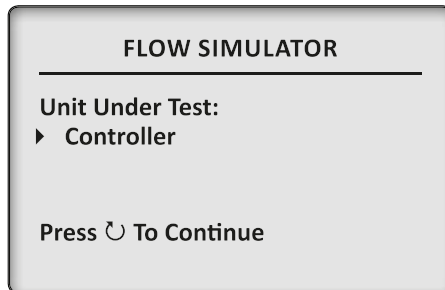 FLOW SIMULATOR
Unit Under Test:
Controller
Press ↻ To Continue